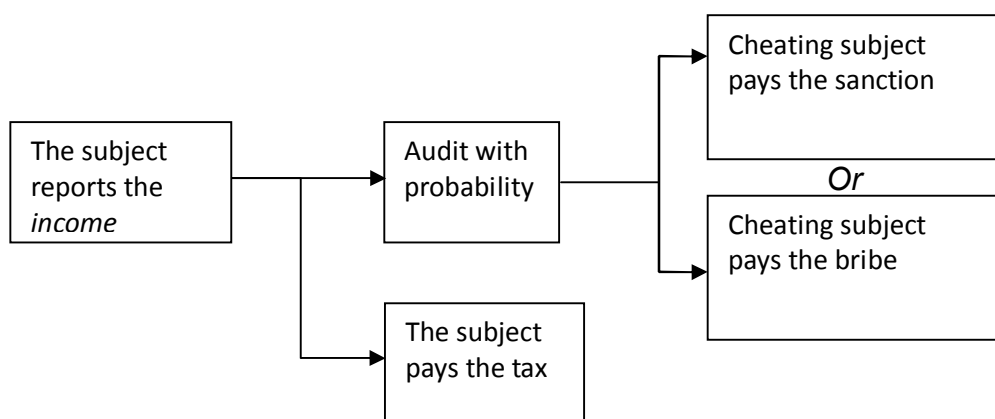 The subject
reports the
income
Audit with
probability
Cheating subject
pays the sanction
Or
Cheating subject
pays the bribe
The subject
pays the tax